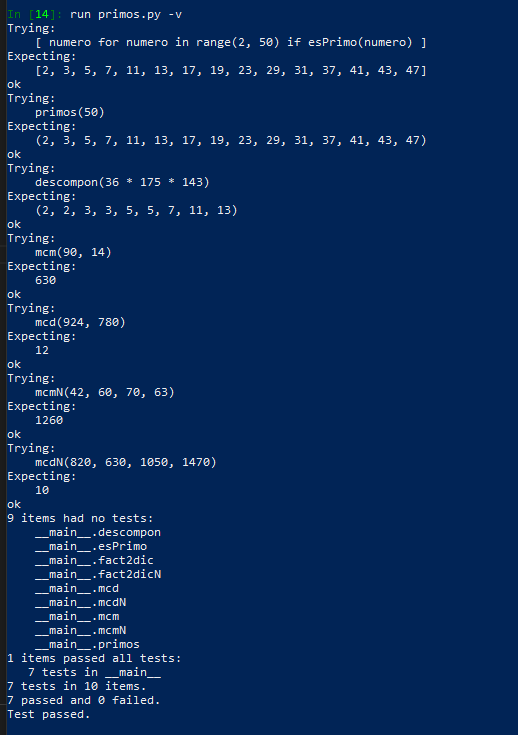 In [14]: run primos.py -v
Trying:
    [ numero for numero in range(2, 50) if esPrimo(numero) ]
Expecting:
    [2, 3, 5, 7, 11, 13, 17, 19, 23, 29, 31, 37, 41, 43, 47]
ok
Trying:
    primos(50)
Expecting:
    (2, 3, 5, 7, 11, 13, 17, 19, 23, 29, 31, 37, 41, 43, 47)
ok
Trying:
    descompon(36 * 175 * 143)
Expecting:
    (2, 2, 3, 3, 5, 5, 7, 11, 13)
ok
Trying:
    mcm(90, 14)
Expecting:
    630
ok
Trying:
    mcd(924, 780)
Expecting:
    12
ok
Trying:
    mcmN(42, 60, 70, 63)
Expecting:
    1260
ok
Trying:
    mcdN(820, 630, 1050, 1470)
Expecting:
    10
ok
9 items had no tests:
    __main__.descompon
    __main__.esPrimo
    __main__.fact2dic
    __main__.fact2dicN
    __main__.mcd
    __main__.mcdN
    __main__.mcm
    __main__.mcmN
    __main__.primos
1 items passed all tests:
   7 tests in __main__
7 tests in 10 items.
7 passed and 0 failed.
Test passed.